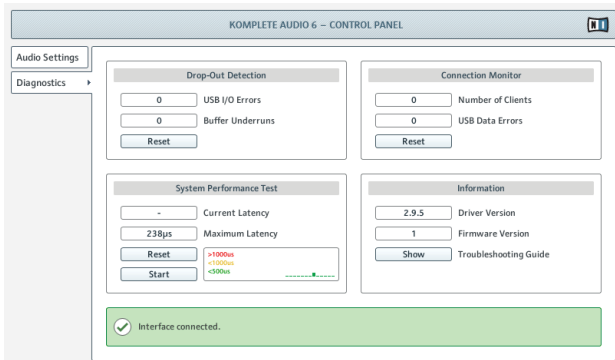 KOMPLETE AUDIO 6 – CONTROL PANEL
NI
Audio Settings
Diagnostics
Drop-Out Detection
0 USB I/O Errors
0 Buffer Underruns
Reset
Connection Monitor
0 Number of Clients
0 USB Data Errors
Reset
System Performance Test
- Current Latency
238µs Maximum Latency
Reset
Start
>1000us
<1000us
<500us
Information
2.9.5 Driver Version
1 Firmware Version
Show Troubleshooting Guide
Interface connected.